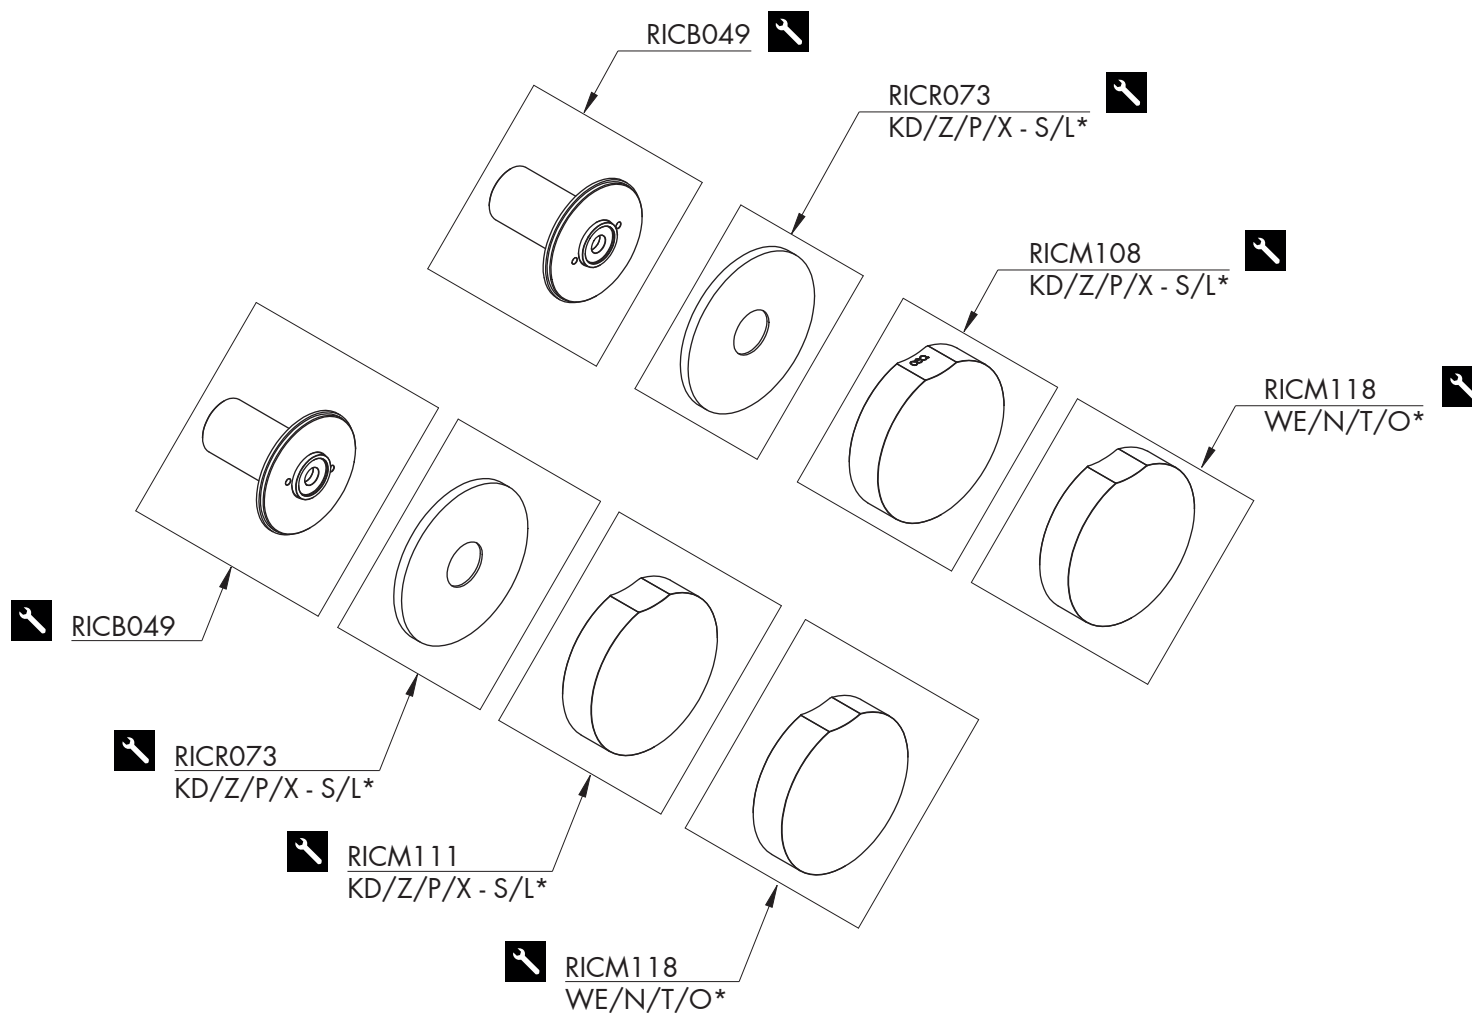 RICB049
RICR073
KD/Z/P/X - S/L*
RICM108
KD/Z/P/X - S/L*
RICM118
WE/N/T/O*
RICB049
RICR073
KD/Z/P/X - S/L*
RICM111
KD/Z/P/X - S/L*
RICM118
WE/N/T/O*